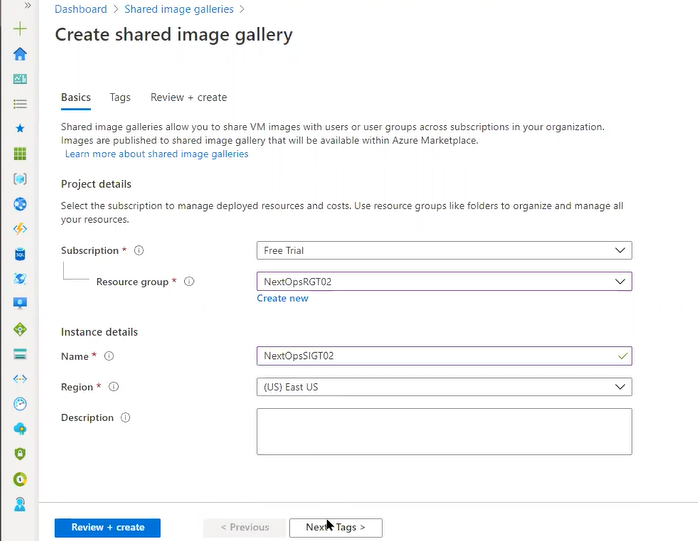 »
Dashboard > Shared image galleries >
Create shared image gallery
Basics Tags Review + create
Shared image galleries allow you to share VM images with users or user groups across subscriptions in your organization.
Images are published to shared image gallery that will be available within Azure Marketplace.
Learn more about shared image galleries
Project details
Select the subscription to manage deployed resources and costs. Use resource groups like folders to organize and manage all
your resources.
Subscription * Free Trial
Resource group * NextOpsRGT02
Create new
Instance details
Name * NextOpsSIGT02
Region * (US) East US
Description
Review + create < Previous Next : Tags >